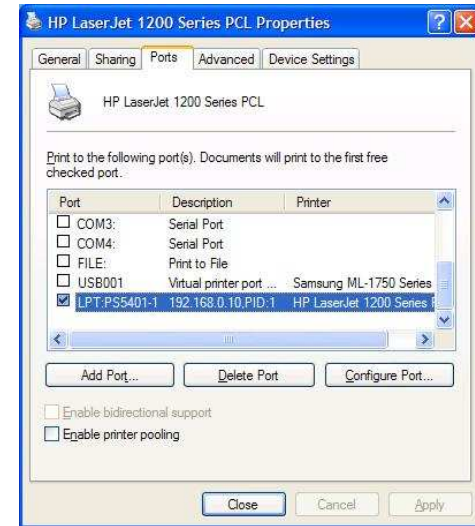 HP LaserJet 1200 Series PCL Properties
General Sharing Ports Advanced Device Settings
HP LaserJet 1200 Series PCL
Print to the following port(s). Documents will print to the first free
checked port.
Port Description Printer
COM3: Serial Port
COM4: Serial Port
FILE: Print to File
USB001 Virtual printer port ... Samsung ML-1750 Series
LPT:PS5401-1 192.168.0.10,PID:1 HP LaserJet 1200 Series P
Add Port... Delete Port Configure Port...
Enable bidirectional support
Enable printer pooling
Close Cancel Apply